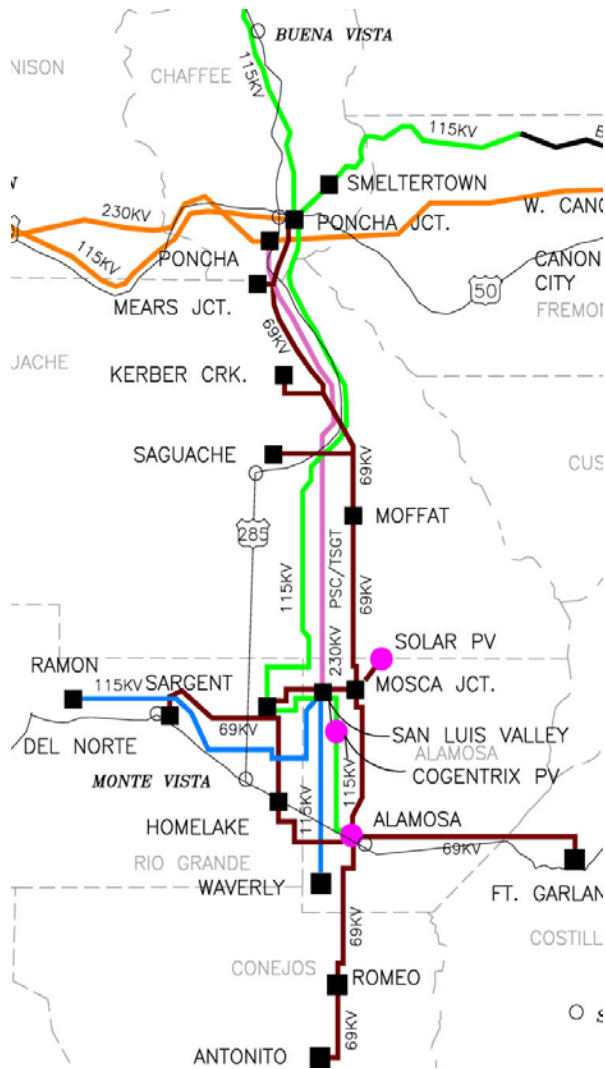 BUENA VISTA
NISON
CHAFFEE
115KV
115KV
SMELTERTOWN
230KV
PONCHA JCT.
W. CANO
115KV
PONCHA
CANON
CITY
50
MEARS JCT.
FREMON
69KV
JACHE
KERBER CRK.
SAGUACHE
69KV
CUS
MOFFAT
285
115KV
PSC/TSGT
69KV
230KV
SOLAR PV
RAMON
115KV
SARGENT
MOSCA JCT.
69KV
DEL NORTE
SAN LUIS VALLEY
ALAMOSA
MONTE VISTA
COGENTRIX PV
115KV
115KV
HOMELAKE
ALAMOSA
69KV
RIO GRANDE
WAVERLY
FT. GARLAN
69KV
COSTILL
CONEJOS
ROMEO
S
69KV
ANTONITO